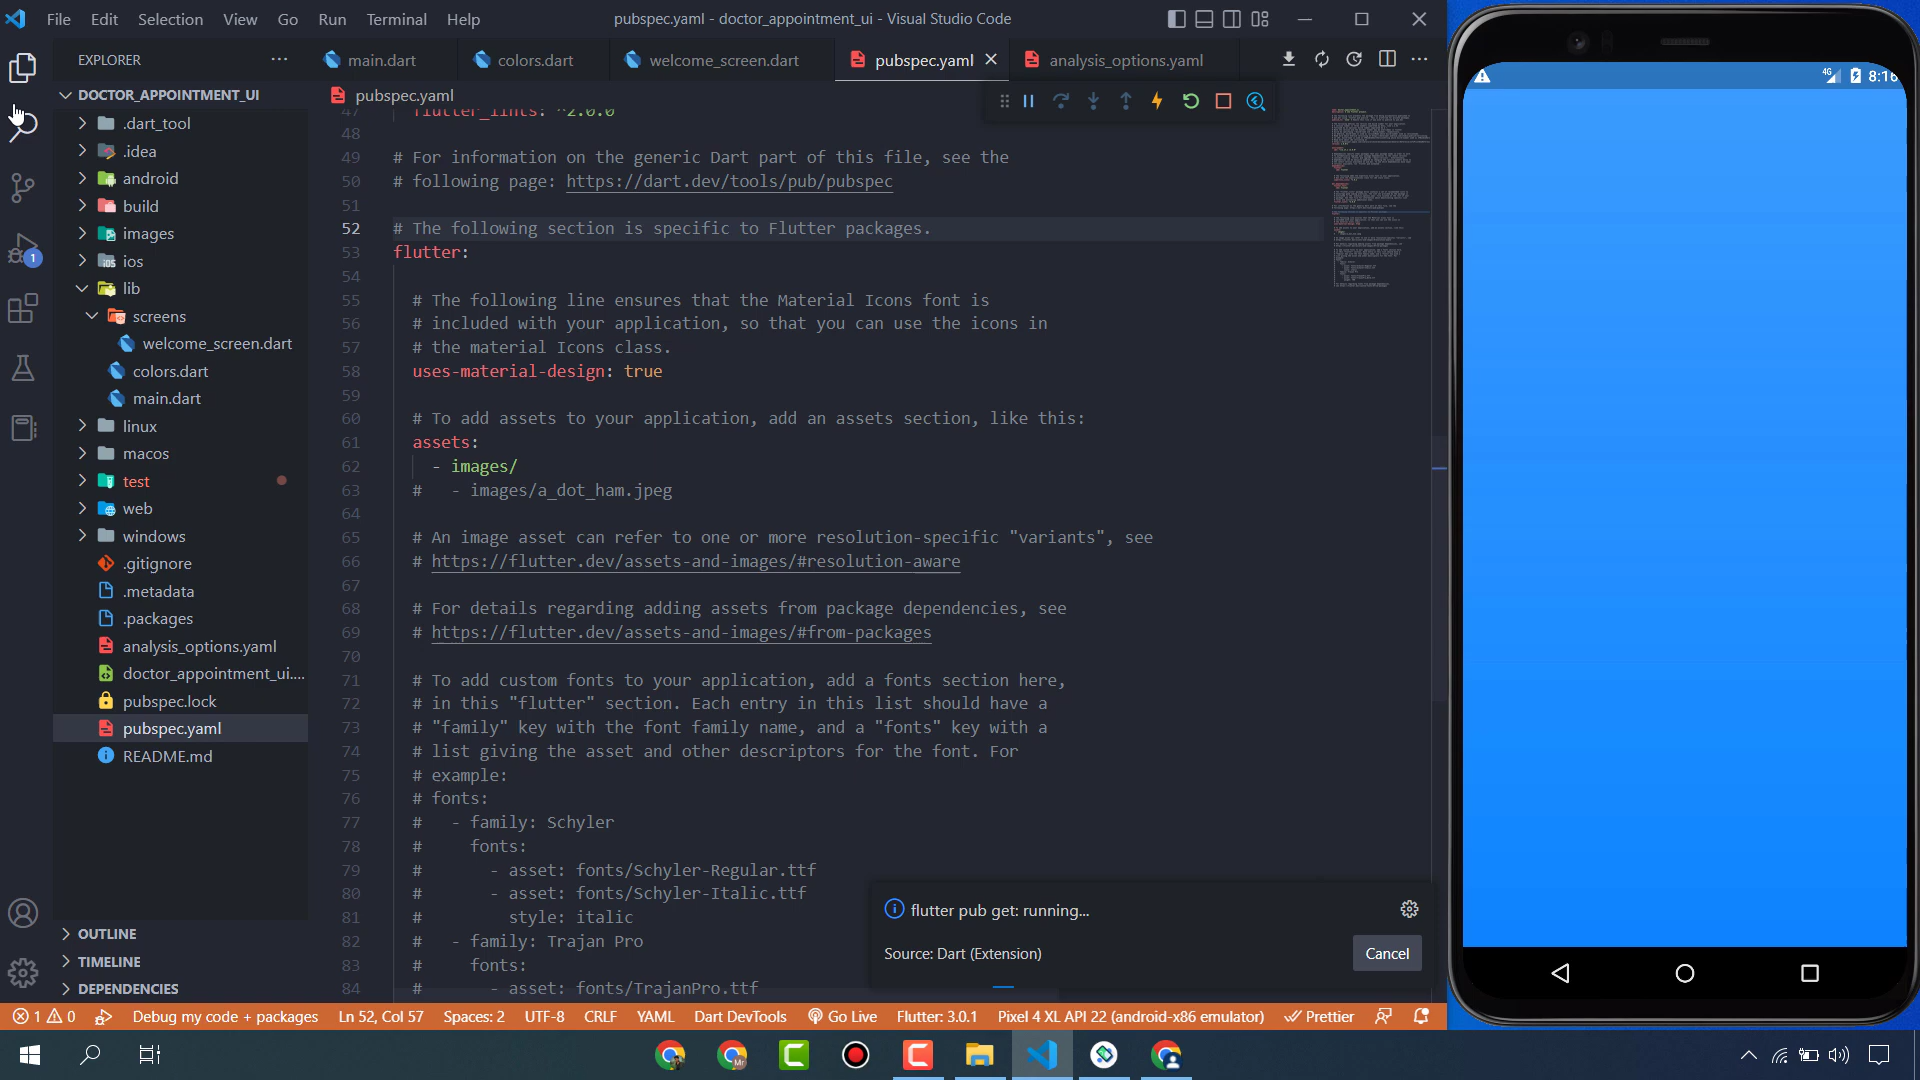 File Edit Selection View Go Run Terminal Help
pubspec.yaml - doctor_appointment_ui - Visual Studio Code
EXPLORER
main.dart
colors.dart
welcome_screen.dart
pubspec.yaml
analysis_options.yaml
DOCTOR_APPOINTMENT_UI
.dart_tool
.idea
android
build
images
ios
lib
screens
welcome_screen.dart
colors.dart
main.dart
linux
macos
test
web
windows
.gitignore
.metadata
.packages
analysis_options.yaml
doctor_appointment_ui....
pubspec.lock
pubspec.yaml
README.md
OUTLINE
TIMELINE
DEPENDENCIES
1
pubspec.yaml
47 flutter_lints: ^2.0.0
48
49 # For information on the generic Dart part of this file, see the
50 # following page: https://dart.dev/tools/pub/pubspec
51
52 # The following section is specific to Flutter packages.
53 flutter:
54
55 # The following line ensures that the Material Icons font is
56 # included with your application, so that you can use the icons in
57 # the material Icons class.
58 uses-material-design: true
59
60 # To add assets to your application, add an assets section, like this:
61 assets:
62 - images/
63 # - images/a_dot_ham.jpeg
64
65 # An image asset can refer to one or more resolution-specific "variants", see
66 # https://flutter.dev/assets-and-images/#resolution-aware
67
68 # For details regarding adding assets from package dependencies, see
69 # https://flutter.dev/assets-and-images/#from-packages
70
71 # To add custom fonts to your application, add a fonts section here,
72 # in this "flutter" section. Each entry in this list should have a
73 # "family" key with the font family name, and a "fonts" key with a
74 # list giving the asset and other descriptors for the font. For
75 # example:
76 # fonts:
77 # - family: Schyler
78 # fonts:
79 # - asset: fonts/Schyler-Regular.ttf
80 # - asset: fonts/Schyler-Italic.ttf
81 # style: italic
82 # - family: Trajan Pro
83 # fonts:
84 # - asset: fonts/TrajanPro.ttf
flutter pub get: running...
Source: Dart (Extension)
Cancel
1 0 Debug my code + packages Ln 52, Col 57 Spaces: 2 UTF-8 CRLF YAML Dart DevTools Go Live Flutter: 3.0.1 Pixel 4 XL API 22 (android-x86 emulator) Prettier
4G 8:16